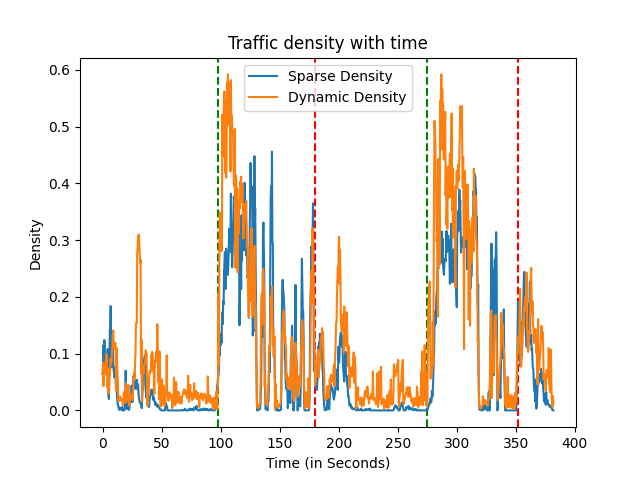 Traffic density with time
Sparse Density
Dynamic Density
Density
0.6
0.5
0.4
0.3
0.2
0.1
0.0
0 50 100 150 200 250 300 350 400
Time (in Seconds)